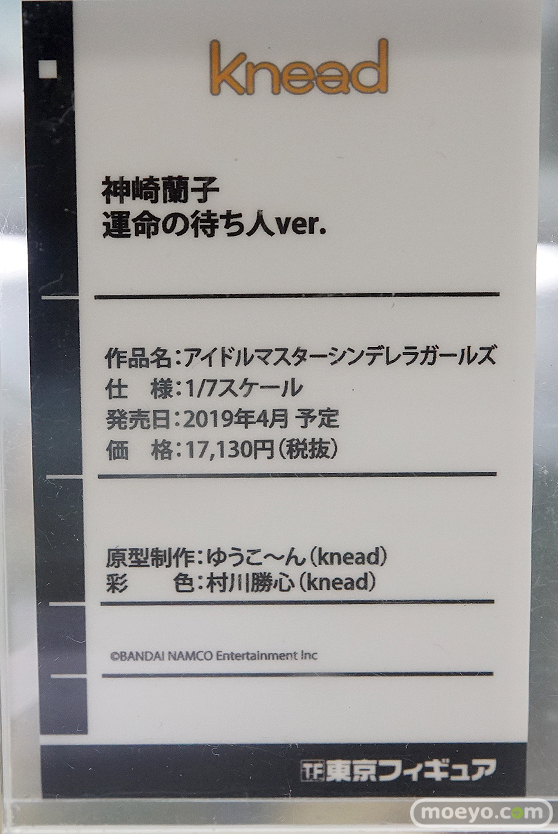 knead
神崎蘭子
運命の待ち人ver.
作品名：アイドルマスターシンデレラガールズ
仕　様：1/7スケール
発売日：2019年4月 予定
価　格：17,130円（税抜）
原型制作：ゆうこ〜ん（knead）
彩　　色：村川勝心（knead）
©BANDAI NAMCO Entertainment Inc
TF東京フィギュア
moeyo.com